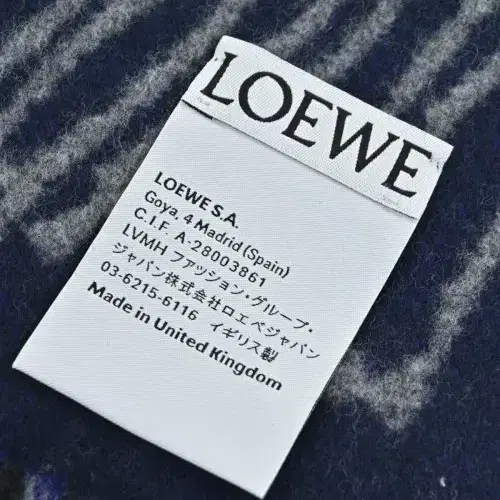 LOEWE
LOEWE S.A.
Goya, 4 Madrid (Spain)
C.I.F. A-28003861
LVMH ファッション・グループ・
ジャパン株式会社ロエベジャパン
03-6215-6116 イギリス製
Made in United Kingdom